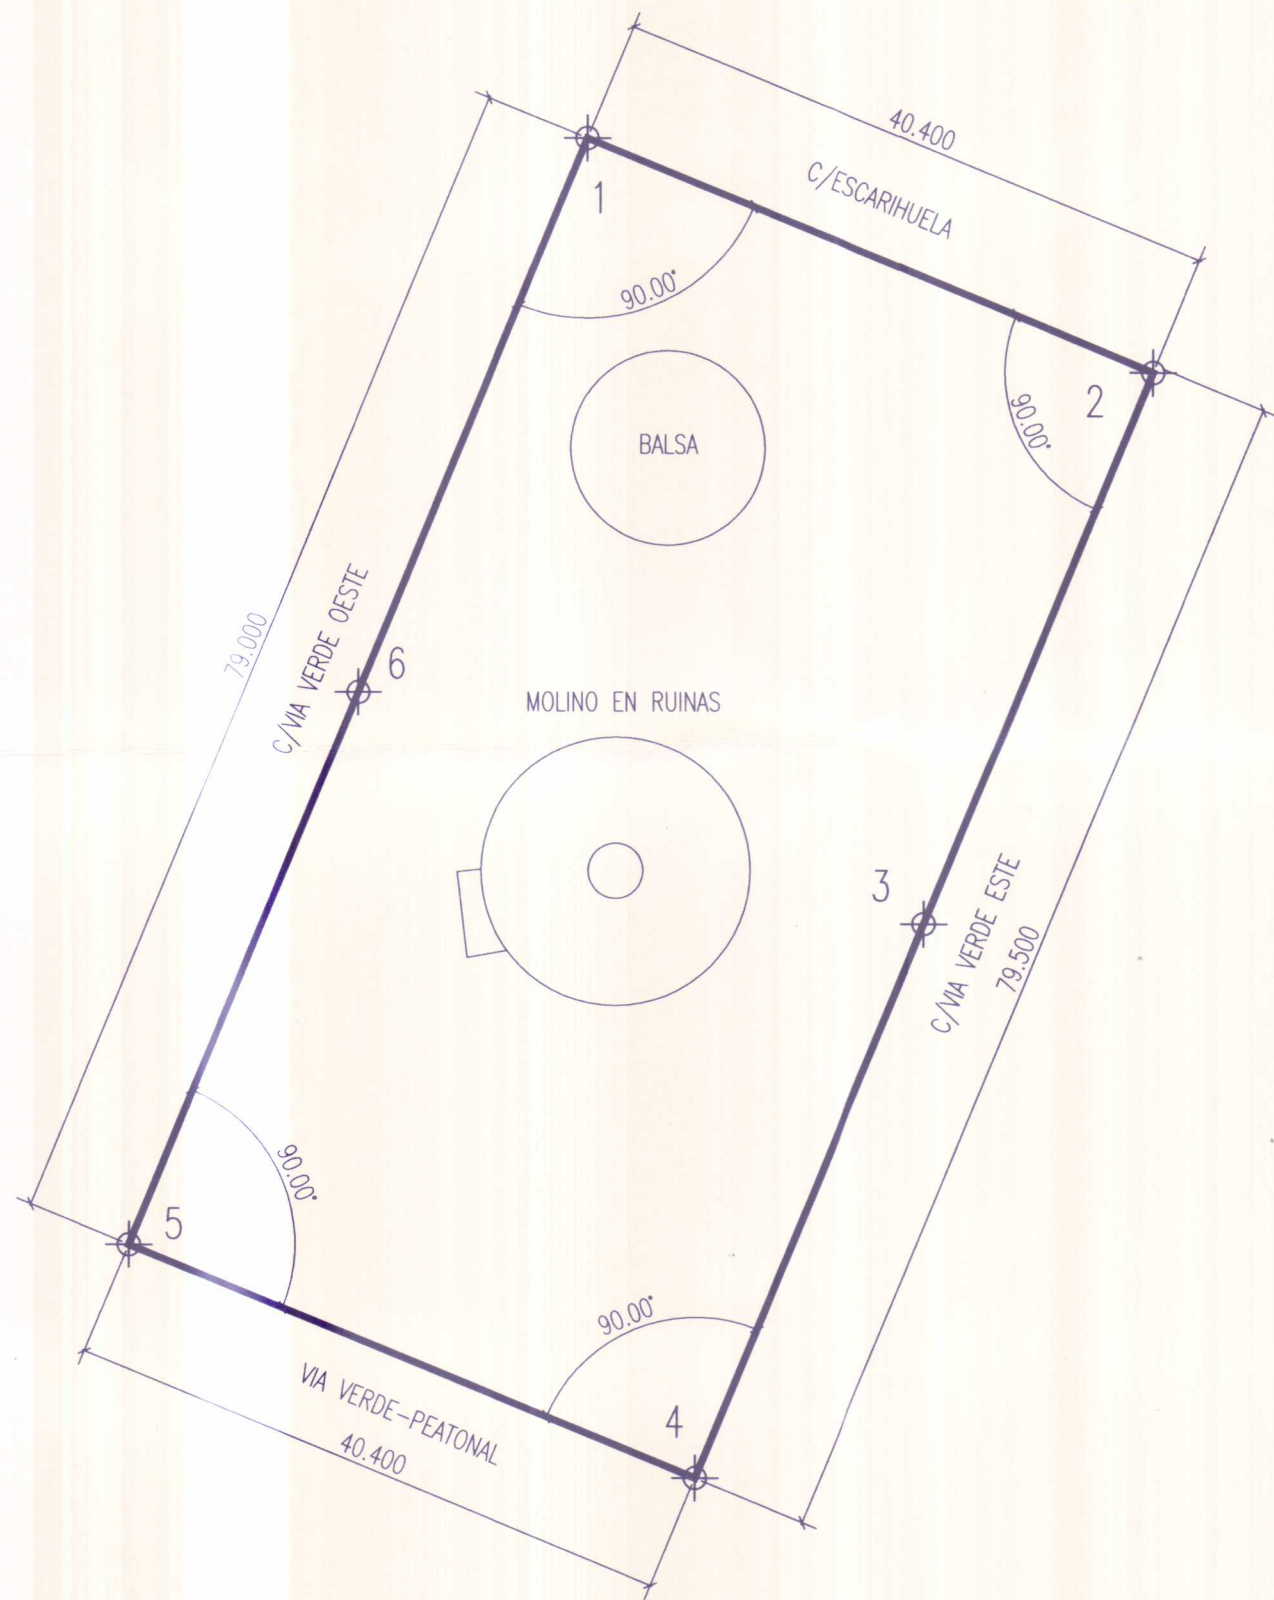 40.400
C/ESCARIHUELA
1
90.00°
2
90.00°
BALSA
79.000
C/VIA VERDE OESTE
6
MOLINO EN RUINAS
3
C/VIA VERDE ESTE
79.500
90.00°
5
90.00°
4
VIA VERDE-PEATONAL
40.400